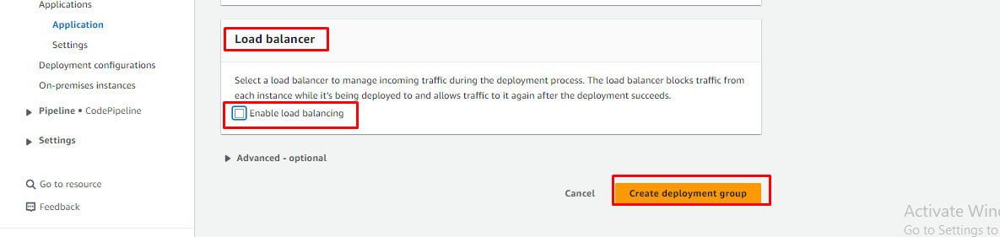 Applications
Application
Settings
Deployment configurations
On-premises instances
Pipeline • CodePipeline
Settings
Go to resource
Feedback
Load balancer
Select a load balancer to manage incoming traffic during the deployment process. The load balancer blocks traffic from
each instance while it's being deployed to and allows traffic to it again after the deployment succeeds.
Enable load balancing
Advanced - optional
Cancel
Create deployment group
Activate Win
Go to Settings to